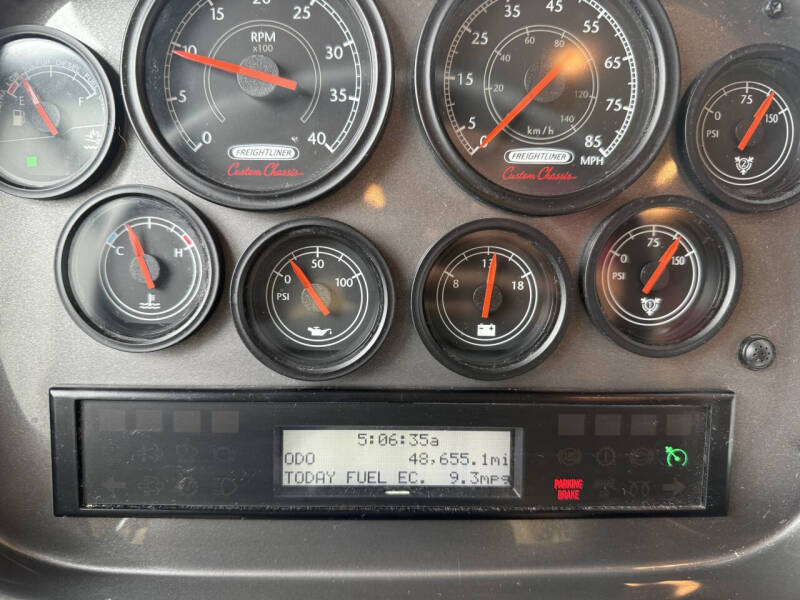 E F
0 5 10 15 20 25 30 35 40
RPM
x100
FREIGHTLINER
Custom Chassis
5 15 25 35 45 55 65 75 85
MPH
40 80 120 140
km/h
FREIGHTLINER
Custom Chassis
0 75 150
PSI
2
C H
0 50 100
PSI
8 18
0 75 150
PSI
1
5:06:35a
ODO 48,655.1mi
TODAY FUEL EC. 9.3mpg
PARKING
BRAKE